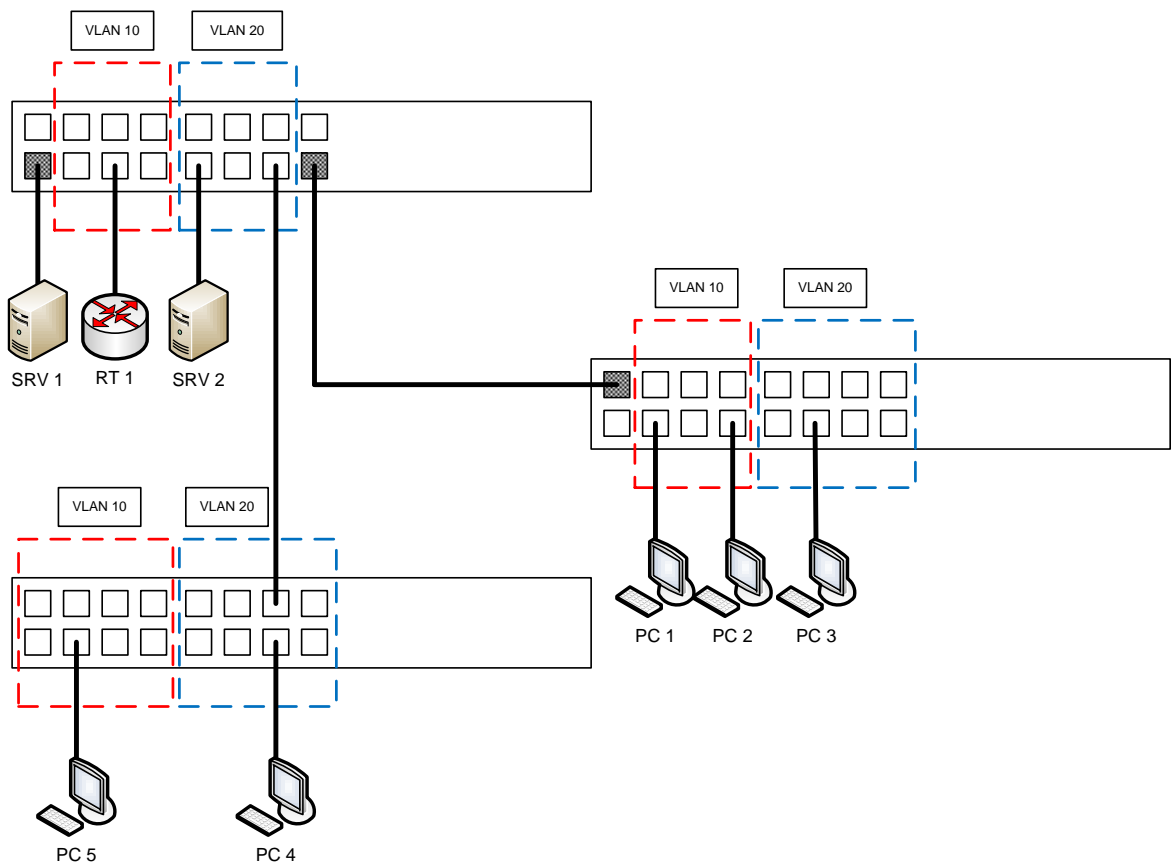 VLAN 10
VLAN 20
SRV 1
RT 1
SRV 2
VLAN 10
VLAN 20
PC 1
PC 2
PC 3
VLAN 10
VLAN 20
PC 5
PC 4